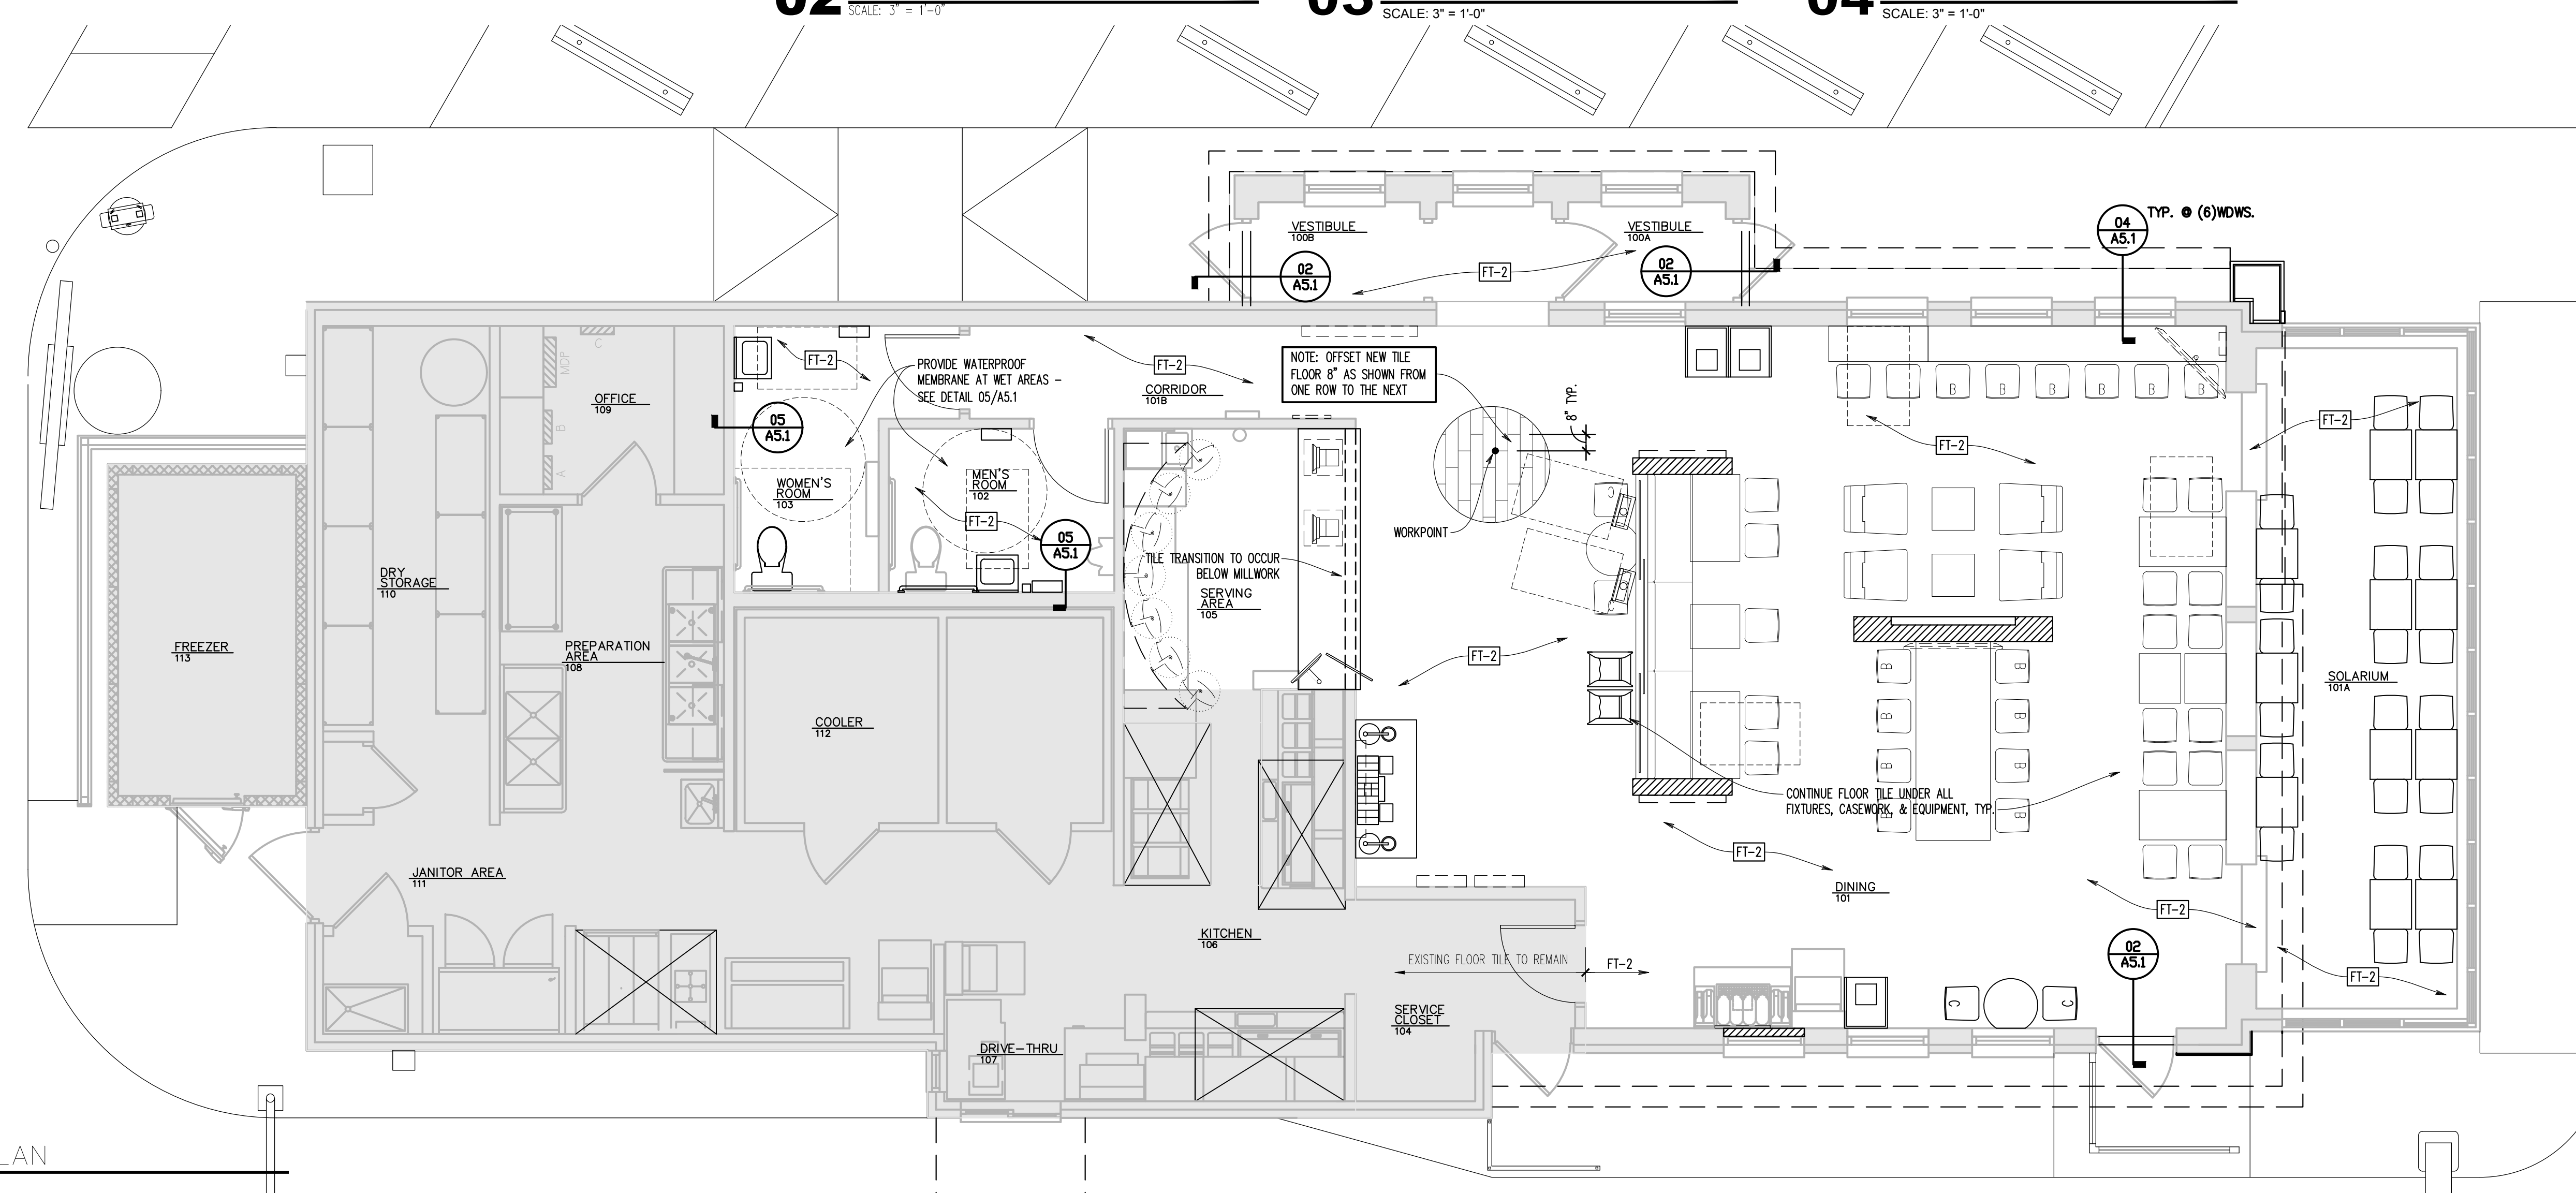 02
SCALE: 3" = 1'-0"
03
SCALE: 3" = 1'-0"
04
SCALE: 3" = 1'-0"
VESTIBULE
100B
VESTIBULE
100A
02
A5.1
FT-2
02
A5.1
04
A5.1
TYP. @ (6)WDWS.
OFFICE
109
MDP
C
B
A
FT-2
PROVIDE WATERPROOF
MEMBRANE AT WET AREAS –
SEE DETAIL 05/A5.1
FT-2
CORRIDOR
101B
NOTE: OFFSET NEW TILE
FLOOR 8" AS SHOWN FROM
ONE ROW TO THE NEXT
8" TYP.
B
B
B
B
B
B
FT-2
FT-2
05
A5.1
WOMEN'S
ROOM
103
MEN'S
ROOM
102
FT-2
05
A5.1
WORKPOINT
C
C
TILE TRANSITION TO OCCUR
BELOW MILLWORK
SERVING
AREA
105
DRY
STORAGE
110
FREEZER
113
PREPARATION
AREA
108
FT-2
COOLER
112
B
B
B
B
B
B
B
B
SOLARIUM
101A
CONTINUE FLOOR TILE UNDER ALL
FIXTURES, CASEWORK, & EQUIPMENT, TYP.
FT-2
JANITOR AREA
111
DINING
101
FT-2
KITCHEN
106
EXISTING FLOOR TILE TO REMAIN
FT-2
02
A5.1
FT-2
C
C
SERVICE
CLOSET
104
DRIVE-THRU
107
LAN